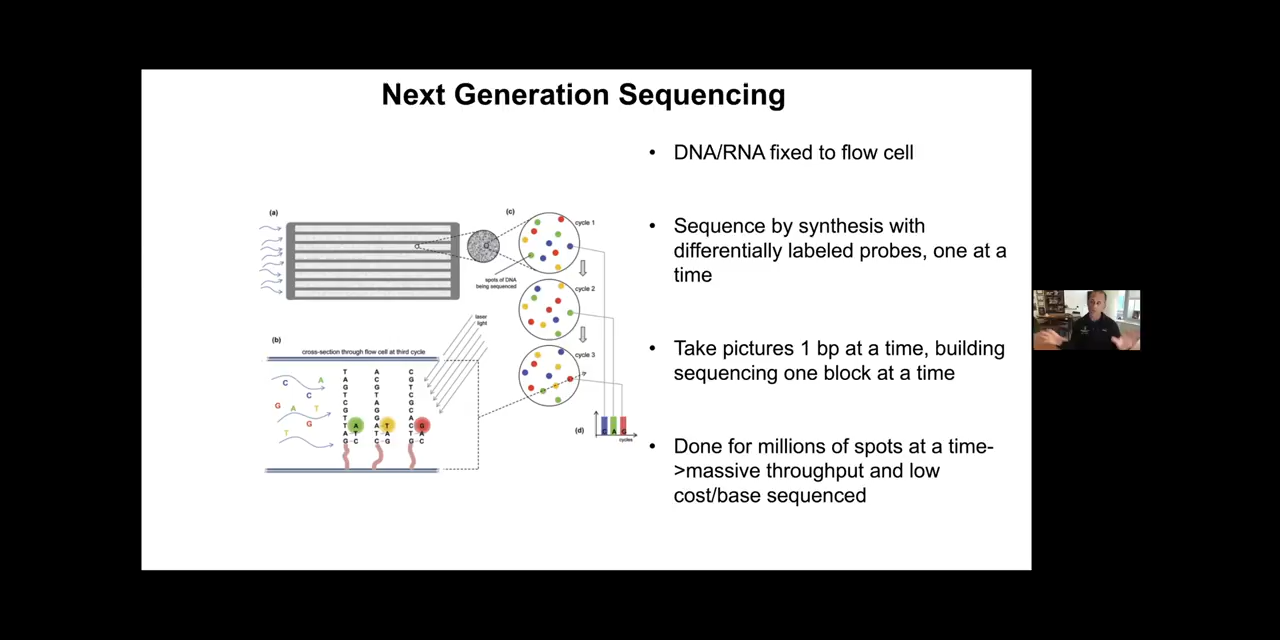 Next Generation Sequencing
• DNA/RNA fixed to flow cell
• Sequence by synthesis with
differentially labeled probes, one at a
time
• Take pictures 1 bp at a time, building
sequencing one block at a time
• Done for millions of spots at a time-
>massive throughput and low
cost/base sequenced
(a)
(c)
cycle 1
spots of DNA
being sequenced
cycle 2
laser
light
(b)
cross-section through flow cell at third cycle
cycle 3
C A
C
G A T
G
T
T A C
A C G
G G T
T T C
C A G
G G C
T G A
T A C
A T A T G A
G T C A T G G C
(d)
C A G
cycles